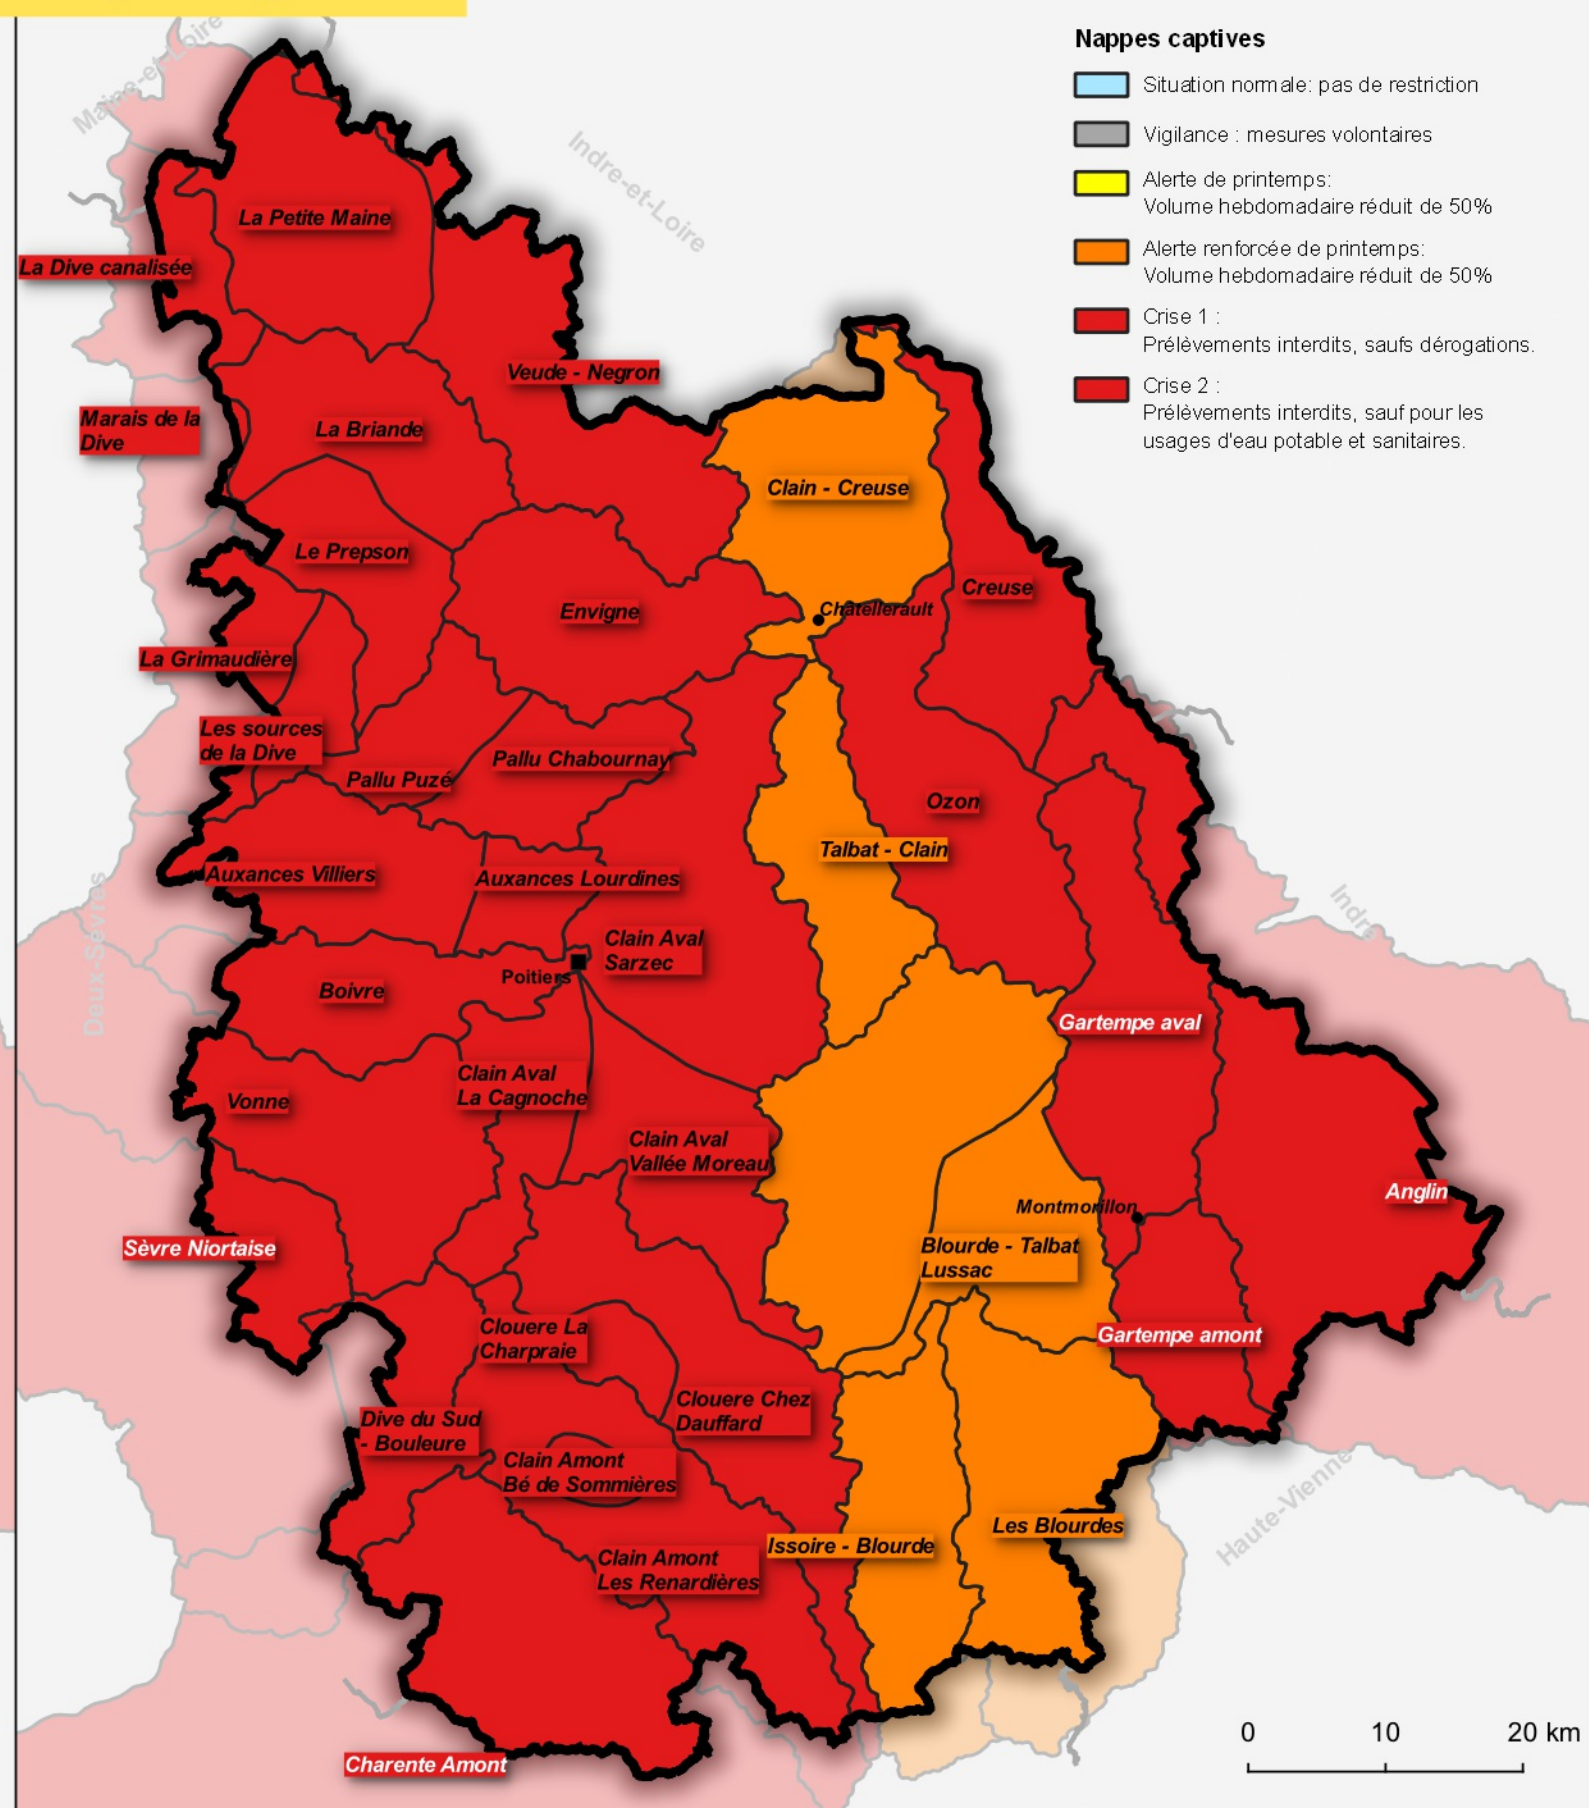 Nappes captives
Situation normale: pas de restriction
Vigilance : mesures volontaires
Alerte de printemps:
Volume hebdomadaire réduit de 50%
Alerte renforcée de printemps:
Volume hebdomadaire réduit de 50%
Crise 1 :
Prélèvements interdits, saufs dérogations.
Crise 2 :
Prélèvements interdits, sauf pour les
usages d'eau potable et sanitaires.
Maine-et-Loire
Indre-et-Loire
La Petite Maine
La Dive canalisée
Veude - Negron
Marais de la
Dive
La Briande
Clain - Creuse
Le Prepson
Creuse
Envigne
Châtellerault
La Grimaudière
Les sources
de la Dive
Pallu Chabournay
Pallu Puzé
Ozon
Talbat - Clain
Auxances Villiers
Auxances Lourdines
Indre
Deux-Sèvres
Clain Aval
Sarzec
Poitiers
Boivre
Gartempe aval
Clain Aval
La Cagnoche
Vonne
Clain Aval
Vallée Moreau
Anglin
Montmorillon
Sèvre Niortaise
Blourde - Talbat
Lussac
Clouere La
Charpraie
Gartempe amont
Clouere Chez
Dauffard
Dive du Sud
- Bouleure
Clain Amont
Bé de Sommières
Haute-Vienne
Les Blourdes
Issoire - Blourde
Clain Amont
Les Renardières
Charente Amont
0 10 20 km